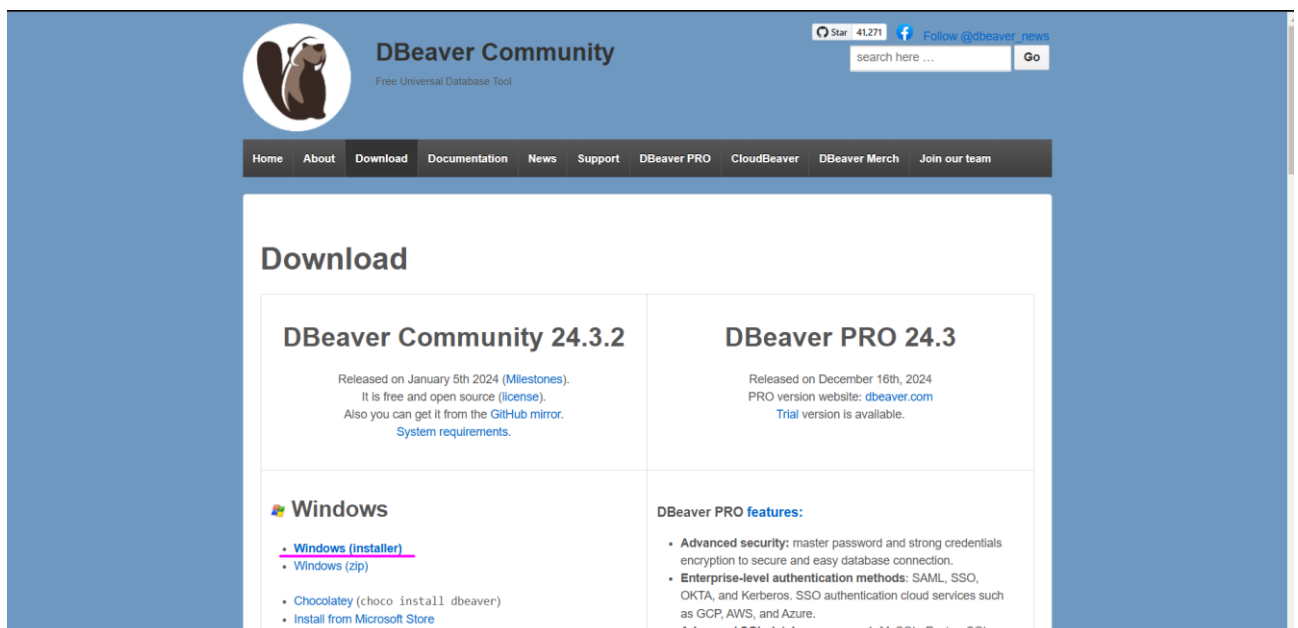 DBeaver Community
Free Universal Database Tool
Star 41,271 Follow @dbeaver_news
search here ... Go
Home About Download Documentation News Support DBeaver PRO CloudBeaver DBeaver Merch Join our team
Download
DBeaver Community 24.3.2
Released on January 5th 2024 (Milestones).
It is free and open source (license).
Also you can get it from the GitHub mirror.
System requirements.
DBeaver PRO 24.3
Released on December 16th, 2024
PRO version website: dbeaver.com
Trial version is available.
Windows
• Windows (installer)
• Windows (zip)
• Chocolatey (choco install dbeaver)
• Install from Microsoft Store
DBeaver PRO features:
• Advanced security: master password and strong credentials
encryption to secure and easy database connection.
• Enterprise-level authentication methods: SAML, SSO,
OKTA, and Kerberos. SSO authentication cloud services such
as GCP, AWS, and Azure.